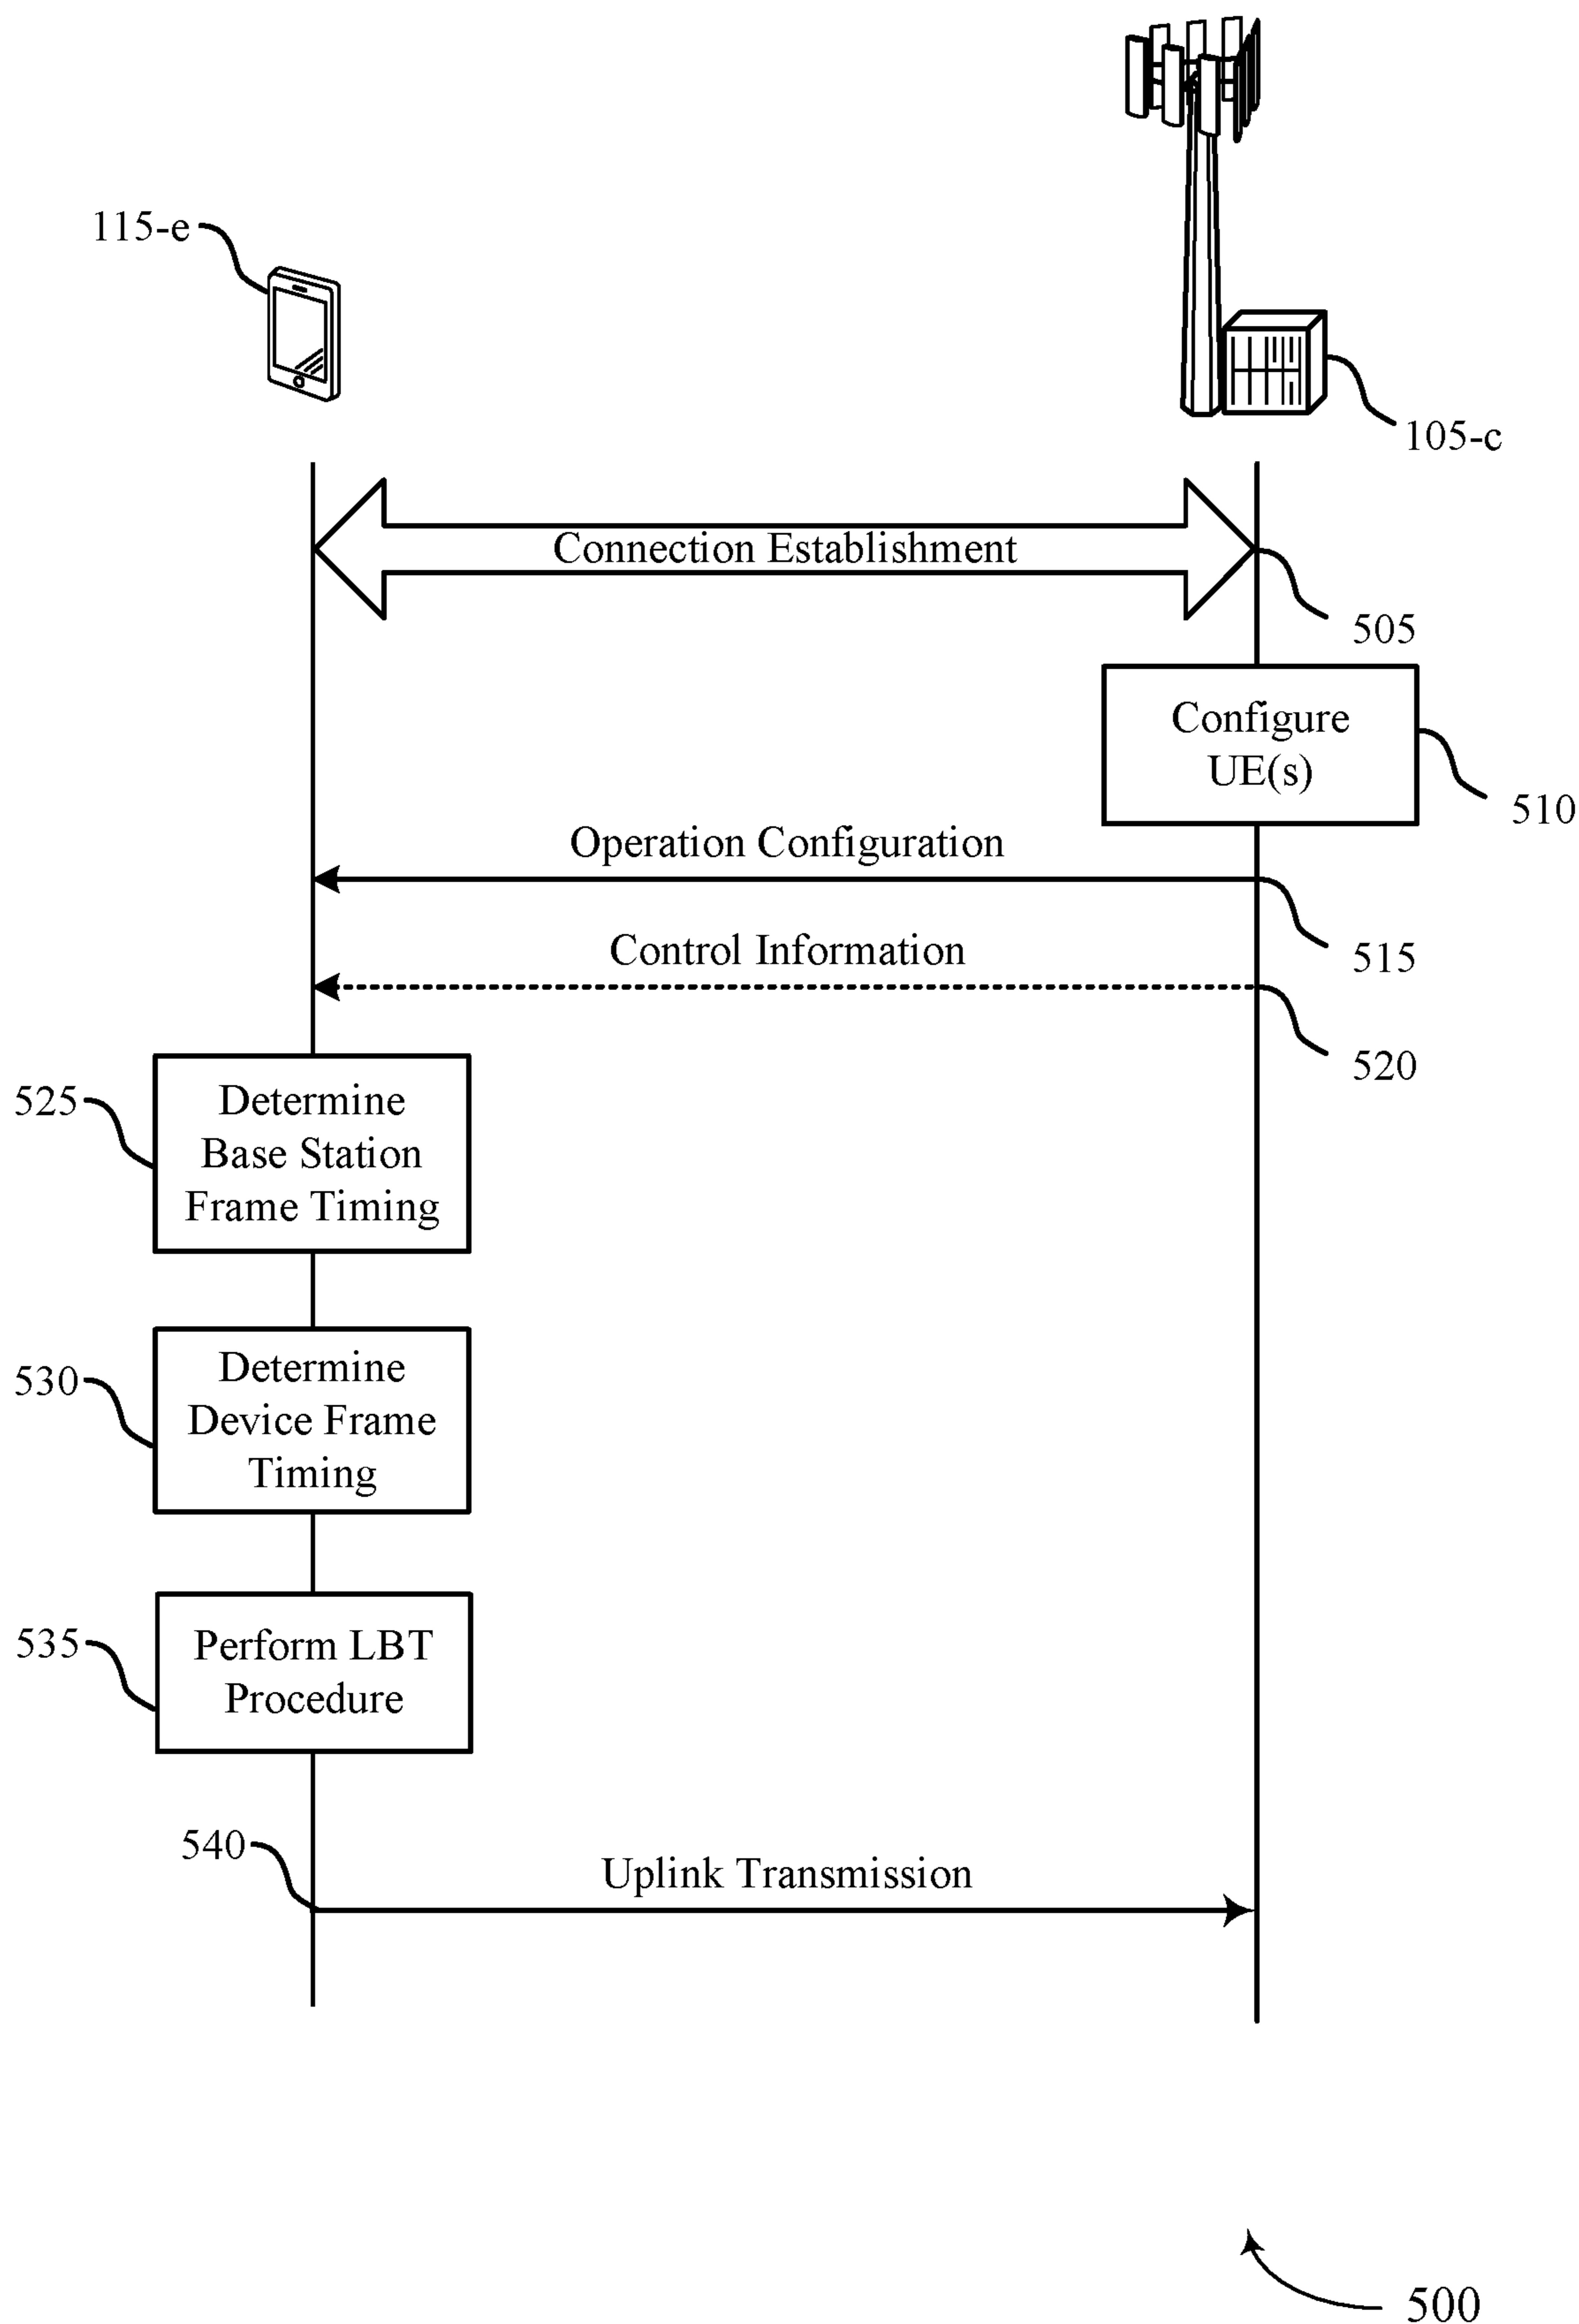 115-e
105-c
Connection Establishment
505
Configure
UE(s)
510
Operation Configuration
515
Control Information
520
525
Determine
Base Station
Frame Timing
530
Determine
Device Frame
Timing
535
Perform LBT
Procedure
540
Uplink Transmission
500